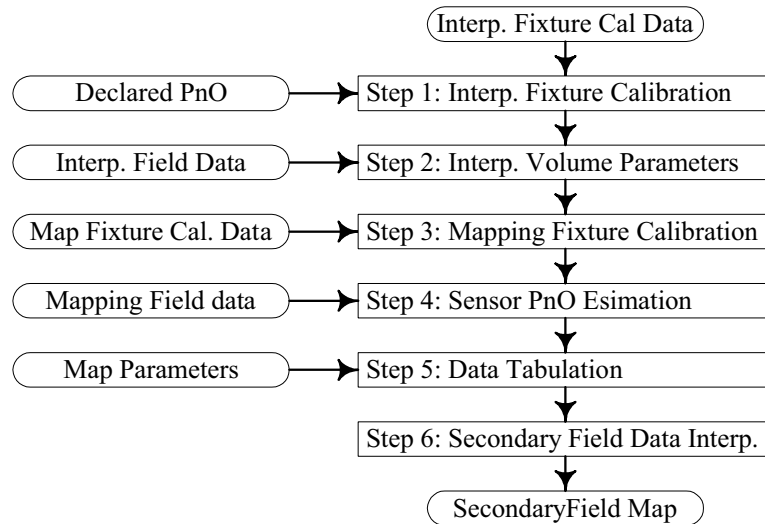 Interp. Fixture Cal Data
Declared PnO
Step 1: Interp. Fixture Calibration
Interp. Field Data
Step 2: Interp. Volume Parameters
Map Fixture Cal. Data
Step 3: Mapping Fixture Calibration
Mapping Field data
Step 4: Sensor PnO Esimation
Map Parameters
Step 5: Data Tabulation
Step 6: Secondary Field Data Interp.
SecondaryField Map